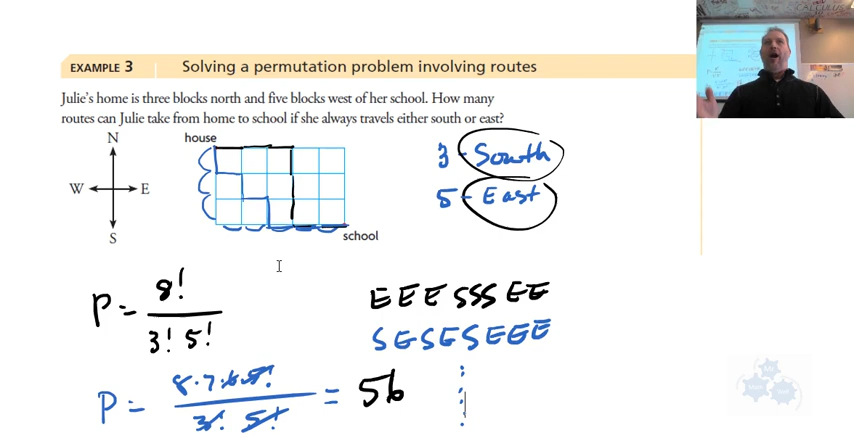 EXAMPLE 3 Solving a permutation problem involving routes
Julie's home is three blocks north and five blocks west of her school. How many
routes can Julie take from home to school if she always travels either south or east?
N
W E
S
house
school
3 - South
5 - East
P = 8! / 3! 5!
EEESSSEE
SESESEEE
P = 8·7·6·5! / 3! 5! = 56